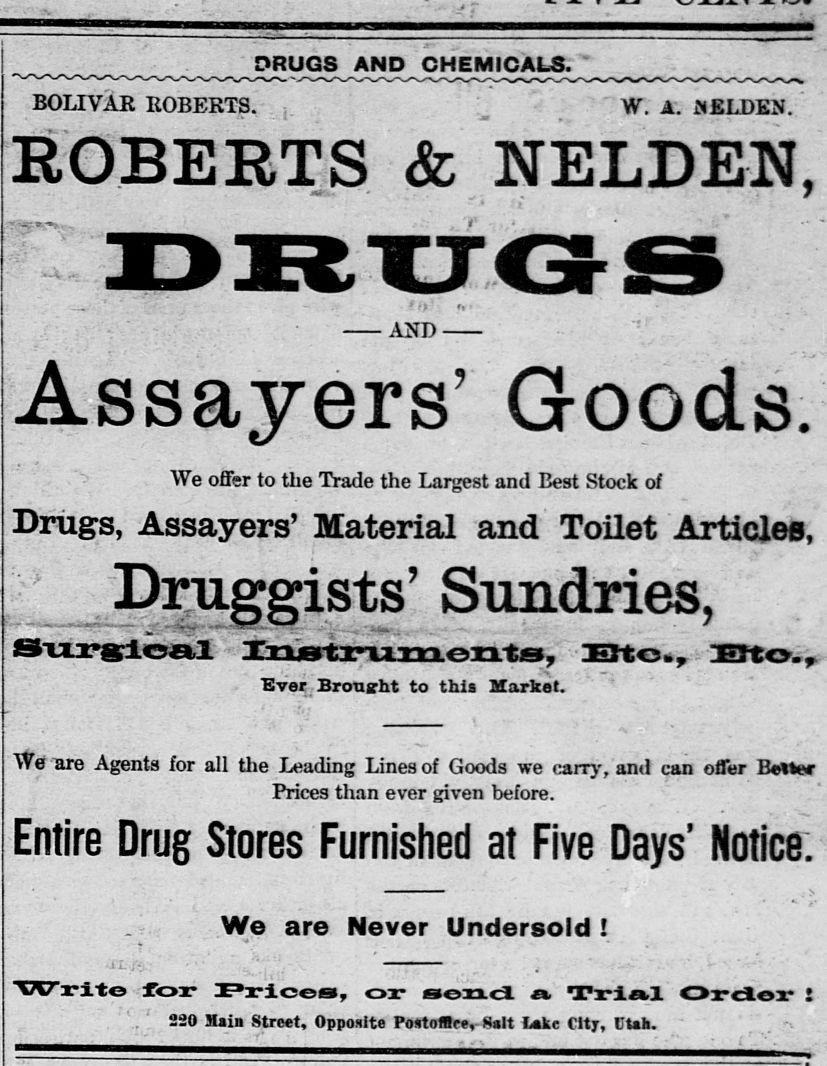 FIVE CENTS.
DRUGS AND CHEMICALS.
BOLIVAR ROBERTS. W. A. NELDEN.
ROBERTS & NELDEN,
DRUGS
— AND —
Assayers' Goods.
We offer to the Trade the Largest and Best Stock of
Drugs, Assayers' Material and Toilet Articles,
Druggists' Sundries,
Surgical Instruments, Etc., Etc.,
Ever Brought to this Market.
We are Agents for all the Leading Lines of Goods we carry, and can offer Better
Prices than ever given before.
Entire Drug Stores Furnished at Five Days' Notice.
We are Never Undersold !
Write for Prices, or send a Trial Order !
220 Main Street, Opposite Postoffice, Salt Lake City, Utah.